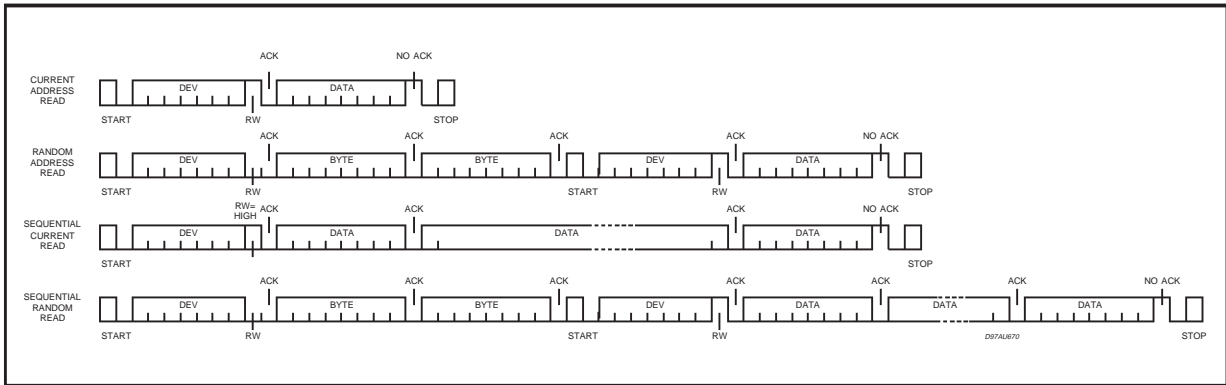 ACK NO ACK
CURRENT
ADDRESS
READ
DEV DATA
START RW STOP
ACK ACK ACK ACK NO ACK
RANDOM
ADDRESS
READ
DEV BYTE BYTE DEV DATA
START RW START RW STOP
RW=
HIGH
ACK ACK ACK NO ACK
SEQUENTIAL
CURRENT
READ
DEV DATA DATA DATA
START STOP
ACK ACK ACK ACK ACK ACK NO ACK
SEQUENTIAL
RANDOM
READ
DEV BYTE BYTE DEV DATA DATA DATA
START RW START RW D97AU670 STOP